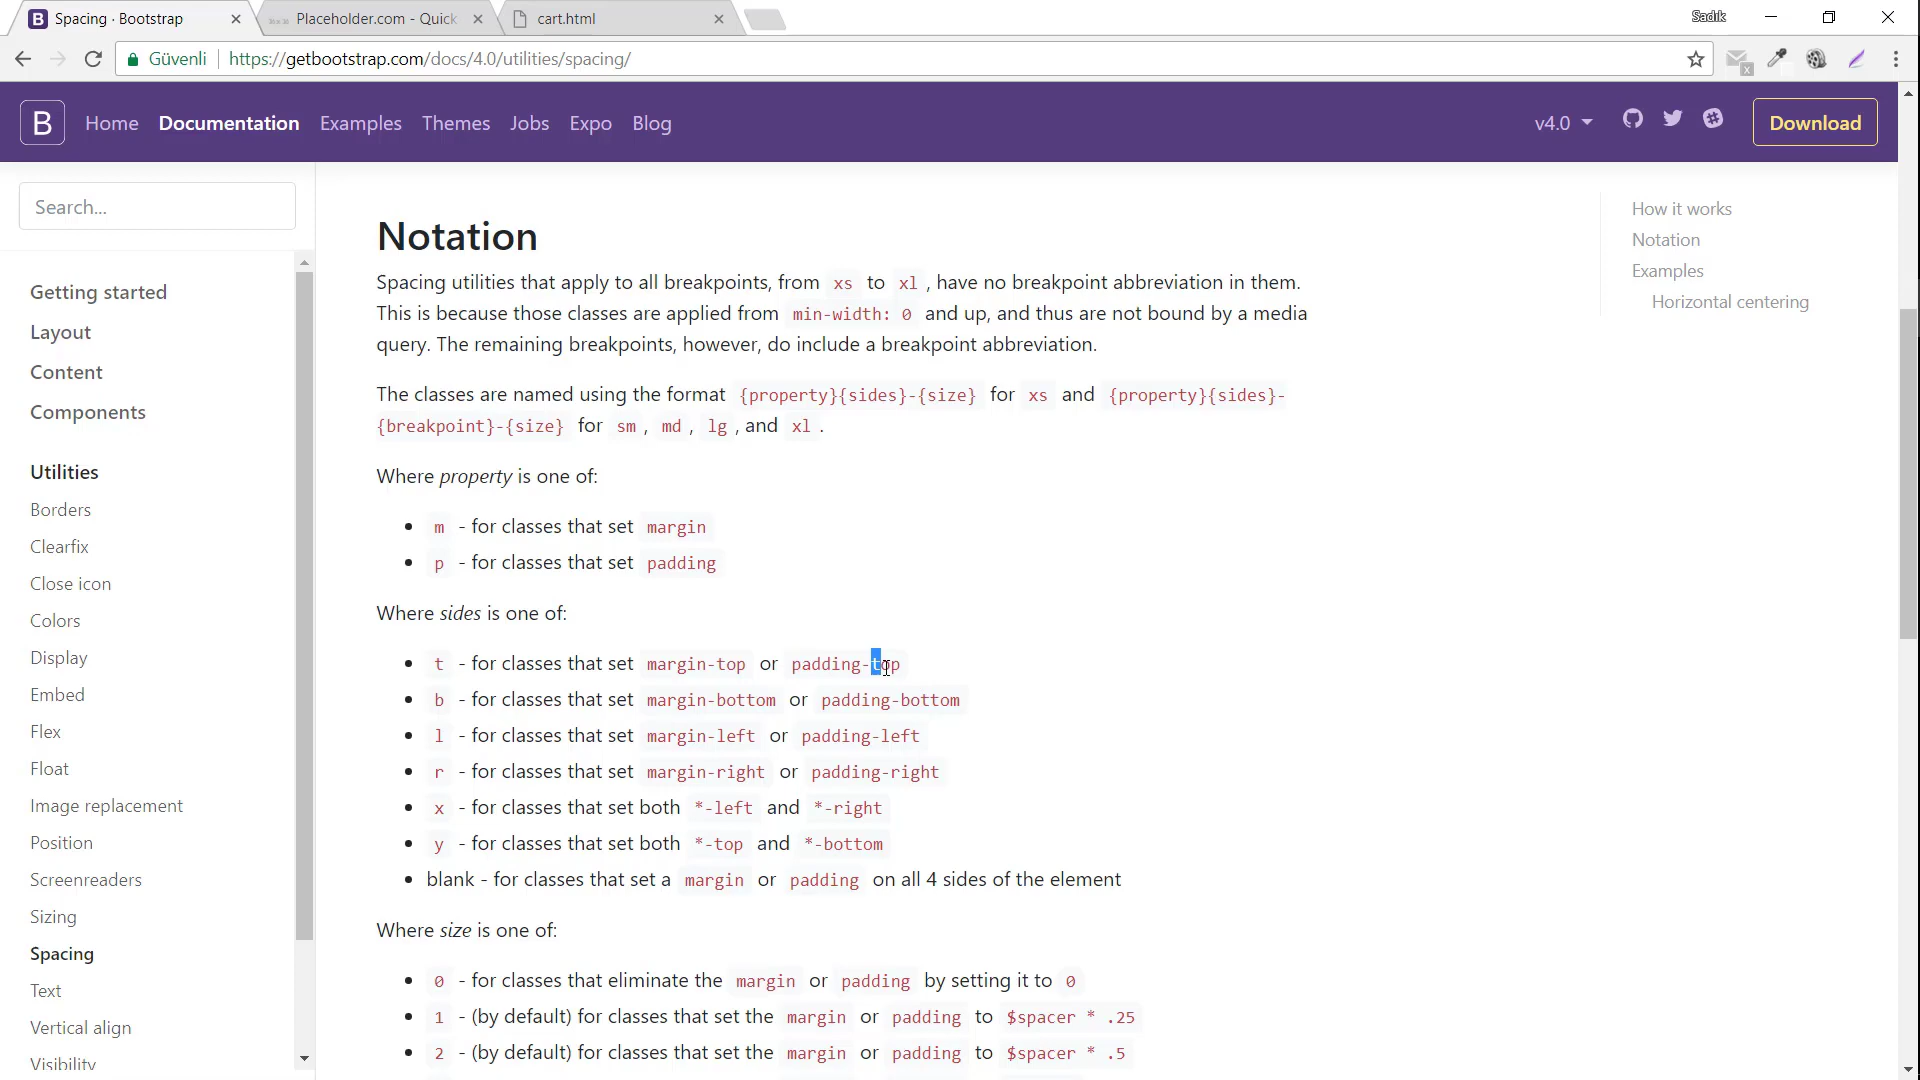 Spacing · Bootstrap
Placeholder.com - Quick
cart.html
Sadık
Güvenli
https://getbootstrap.com/docs/4.0/utilities/spacing/
B
Home
Documentation
Examples
Themes
Jobs
Expo
Blog
v4.0
Download
Search...
Getting started
Layout
Content
Components
Utilities
Borders
Clearfix
Close icon
Colors
Display
Embed
Flex
Float
Image replacement
Position
Screenreaders
Sizing
Spacing
Text
Vertical align
Visibility
Notation
Spacing utilities that apply to all breakpoints, from xs to xl , have no breakpoint abbreviation in them.
This is because those classes are applied from min-width: 0 and up, and thus are not bound by a media
query. The remaining breakpoints, however, do include a breakpoint abbreviation.
The classes are named using the format {property}{sides}-{size} for xs and {property}{sides}-
{breakpoint}-{size} for sm , md , lg , and xl .
Where property is one of:
m - for classes that set margin
p - for classes that set padding
Where sides is one of:
t - for classes that set margin-top or padding-top
b - for classes that set margin-bottom or padding-bottom
l - for classes that set margin-left or padding-left
r - for classes that set margin-right or padding-right
x - for classes that set both *-left and *-right
y - for classes that set both *-top and *-bottom
blank - for classes that set a margin or padding on all 4 sides of the element
Where size is one of:
0 - for classes that eliminate the margin or padding by setting it to 0
1 - (by default) for classes that set the margin or padding to $spacer * .25
2 - (by default) for classes that set the margin or padding to $spacer * .5
How it works
Notation
Examples
Horizontal centering